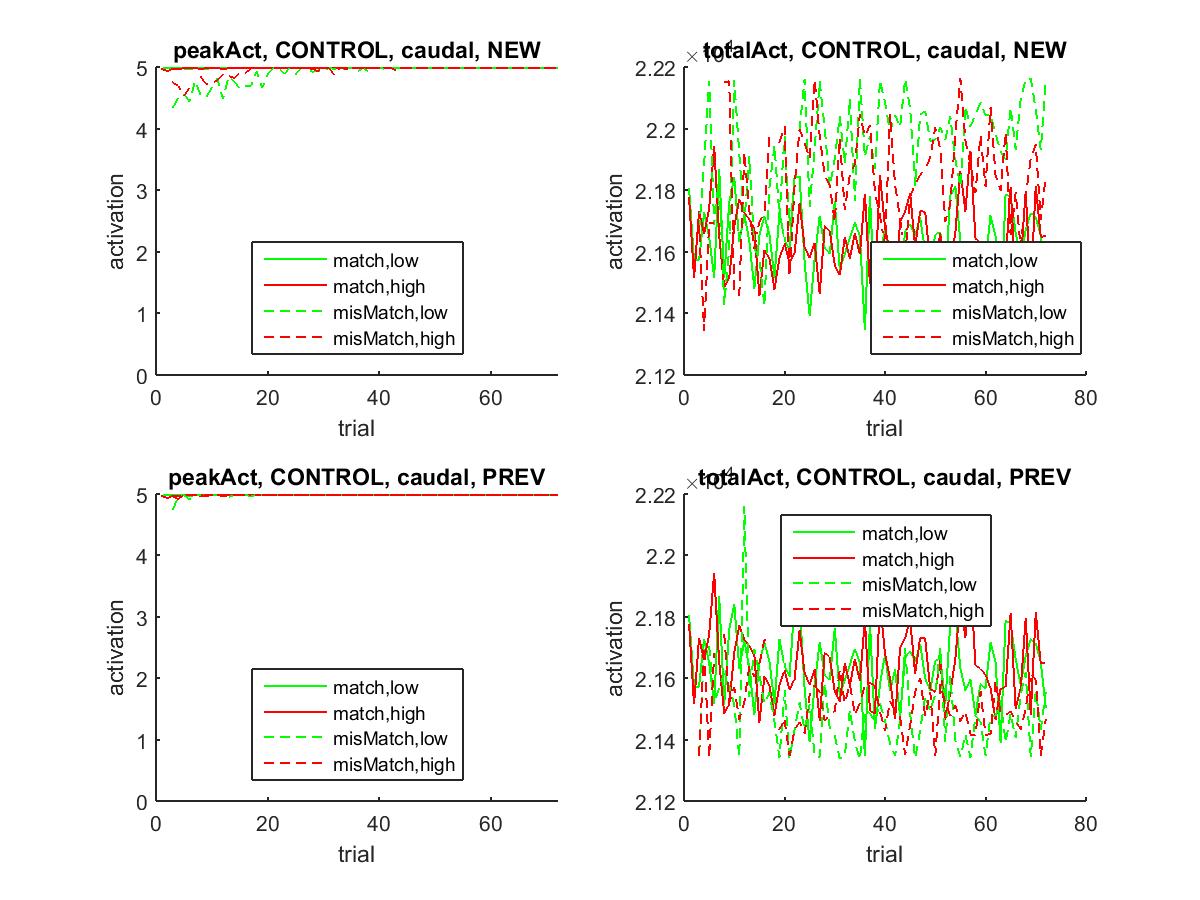 peakAct, CONTROL, caudal, NEW
5
4
3
2
1
0
activation
match,low
match,high
misMatch,low
misMatch,high
0 20 40 60
trial
totalAct, CONTROL, caudal, NEW
2.22
2.2
2.18
2.16
2.14
2.12
activation
match,low
match,high
misMatch,low
misMatch,high
0 20 40 60 80
trial
peakAct, CONTROL, caudal, PREV
5
4
3
2
1
0
activation
match,low
match,high
misMatch,low
misMatch,high
0 20 40 60
trial
totalAct, CONTROL, caudal, PREV
2.22
2.2
2.18
2.16
2.14
2.12
activation
match,low
match,high
misMatch,low
misMatch,high
0 20 40 60 80
trial